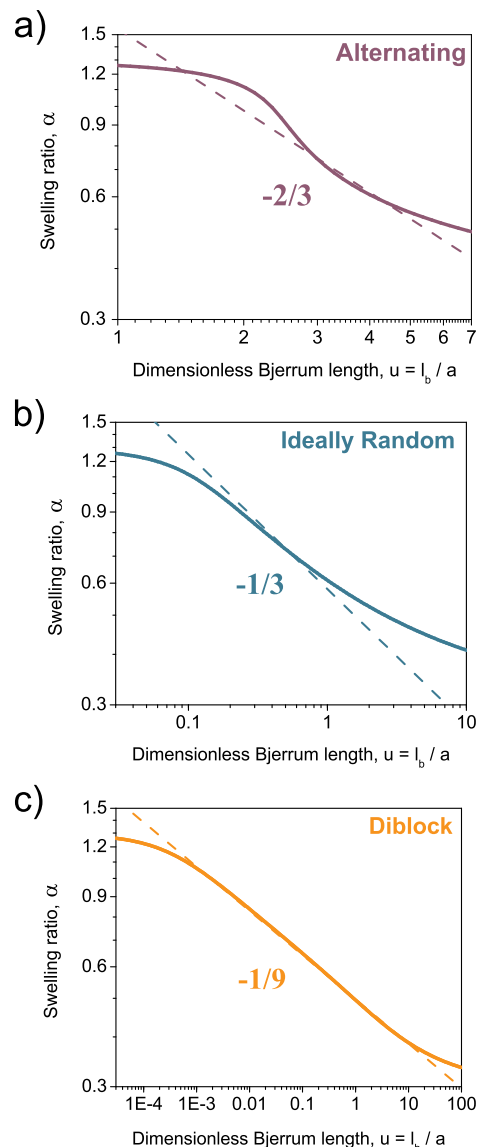 a)
1.5
Alternating
1.2
0.9
Swelling ratio, α
0.6
-2/3
0.3
1 2 3 4 5 6 7
Dimensionless Bjerrum length, u = l_b / a
b)
1.5
Ideally Random
1.2
0.9
Swelling ratio, α
0.6
-1/3
0.3
0.1 1 10
Dimensionless Bjerrum length, u = l_b / a
c)
1.5
Diblock
1.2
0.9
Swelling ratio, α
0.6
-1/9
0.3
1E-4 1E-3 0.01 0.1 1 10 100
Dimensionless Bjerrum length, u = l_b / a